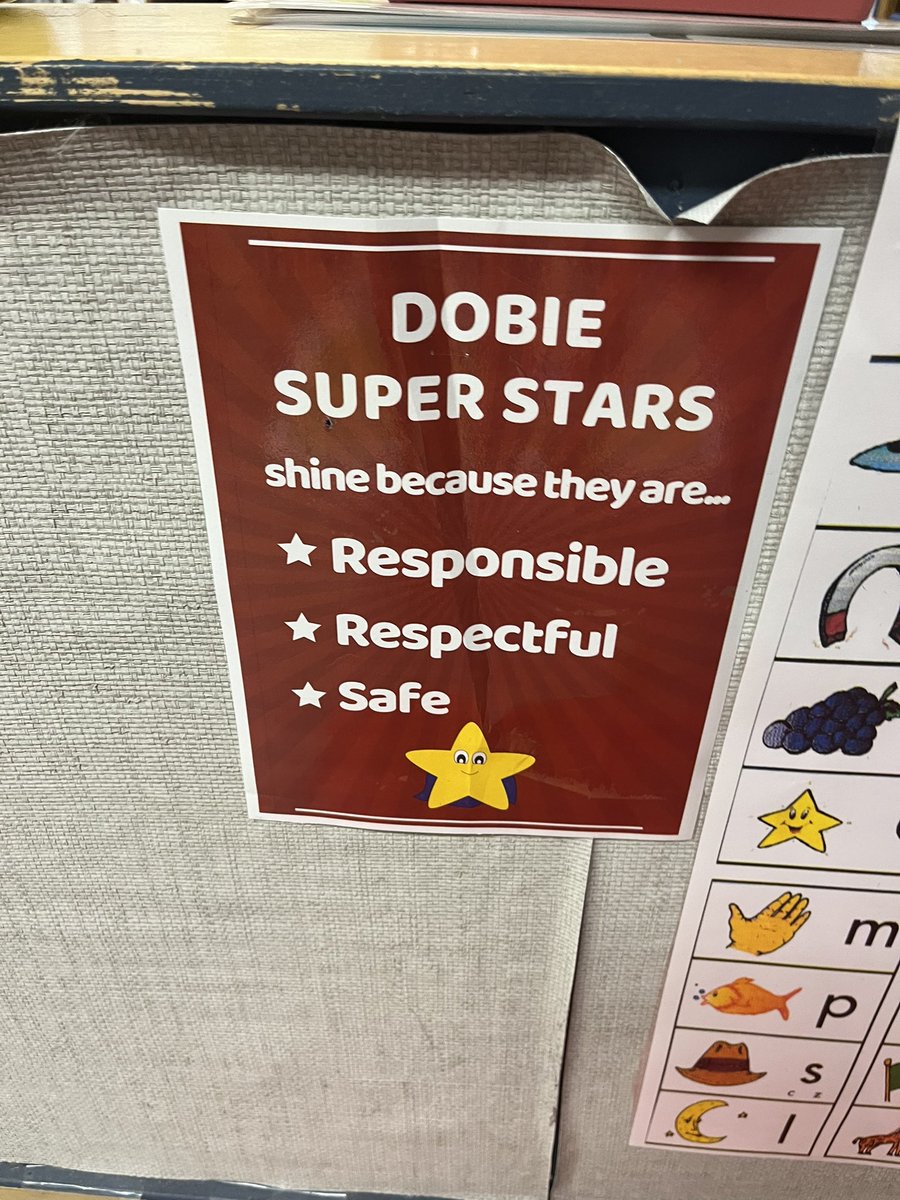 DOBIE
SUPER STARS
shine because they are...
Responsible
Respectful
Safe
m
p
s
c z
l